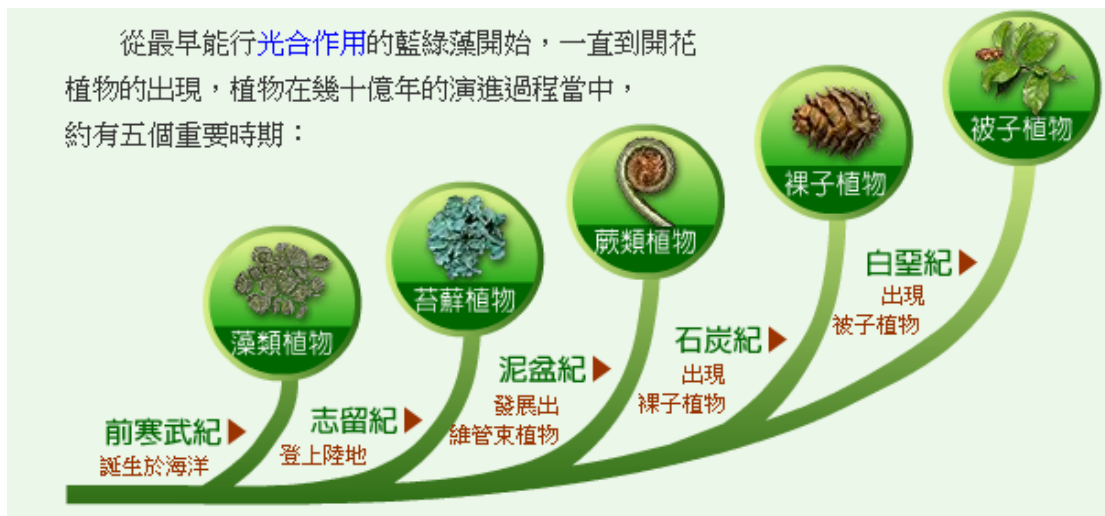 從最早能行光合作用的藍綠藻開始，一直到開花
植物的出現，植物在幾十億年的演進過程當中，
約有五個重要時期：
藻類植物
苔蘚植物
蕨類植物
裸子植物
被子植物
前寒武紀
誕生於海洋
志留紀
登上陸地
泥盆紀
發展出
維管束植物
石炭紀
出現
裸子植物
白堊紀
出現
被子植物